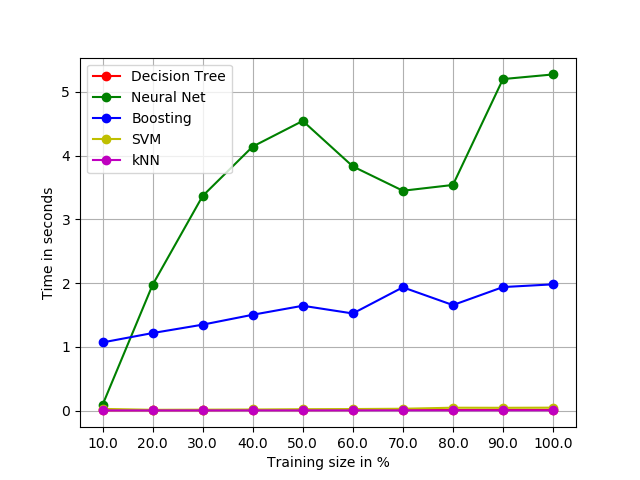 Decision Tree
Neural Net
Boosting
SVM
kNN
Time in seconds
5
4
3
2
1
0
10.0 20.0 30.0 40.0 50.0 60.0 70.0 80.0 90.0 100.0
Training size in %